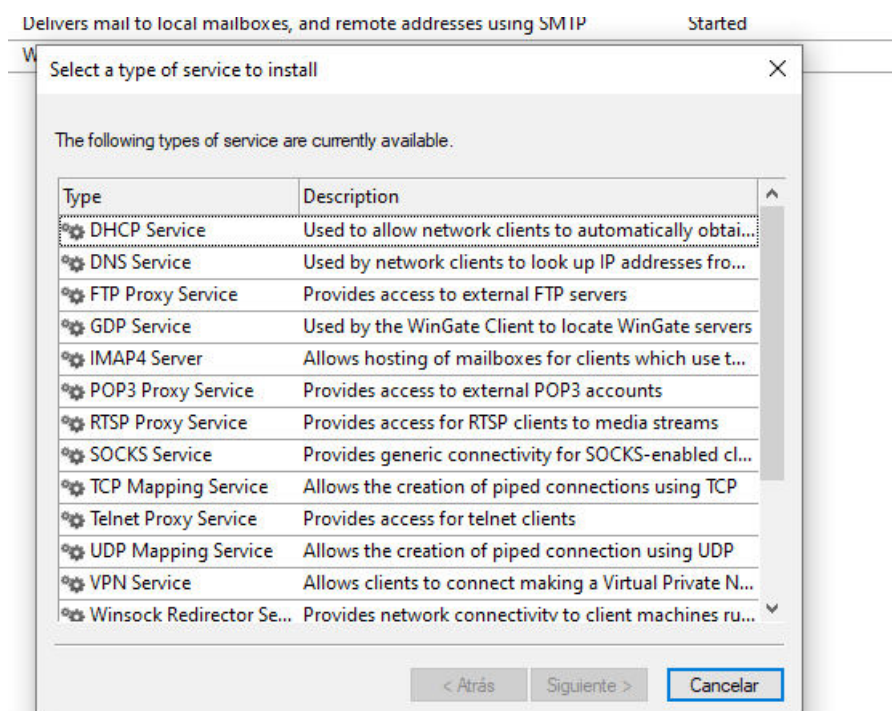 Delivers mail to local mailboxes, and remote addresses using SMTP Started
W
Select a type of service to install
The following types of service are currently available.
Type Description
DHCP Service Used to allow network clients to automatically obtai...
DNS Service Used by network clients to look up IP addresses fro...
FTP Proxy Service Provides access to external FTP servers
GDP Service Used by the WinGate Client to locate WinGate servers
IMAP4 Server Allows hosting of mailboxes for clients which use t...
POP3 Proxy Service Provides access to external POP3 accounts
RTSP Proxy Service Provides access for RTSP clients to media streams
SOCKS Service Provides generic connectivity for SOCKS-enabled cl...
TCP Mapping Service Allows the creation of piped connections using TCP
Telnet Proxy Service Provides access for telnet clients
UDP Mapping Service Allows the creation of piped connection using UDP
VPN Service Allows clients to connect making a Virtual Private N...
Winsock Redirector Se... Provides network connectivity to client machines ru...
< Atrás Siguiente > Cancelar